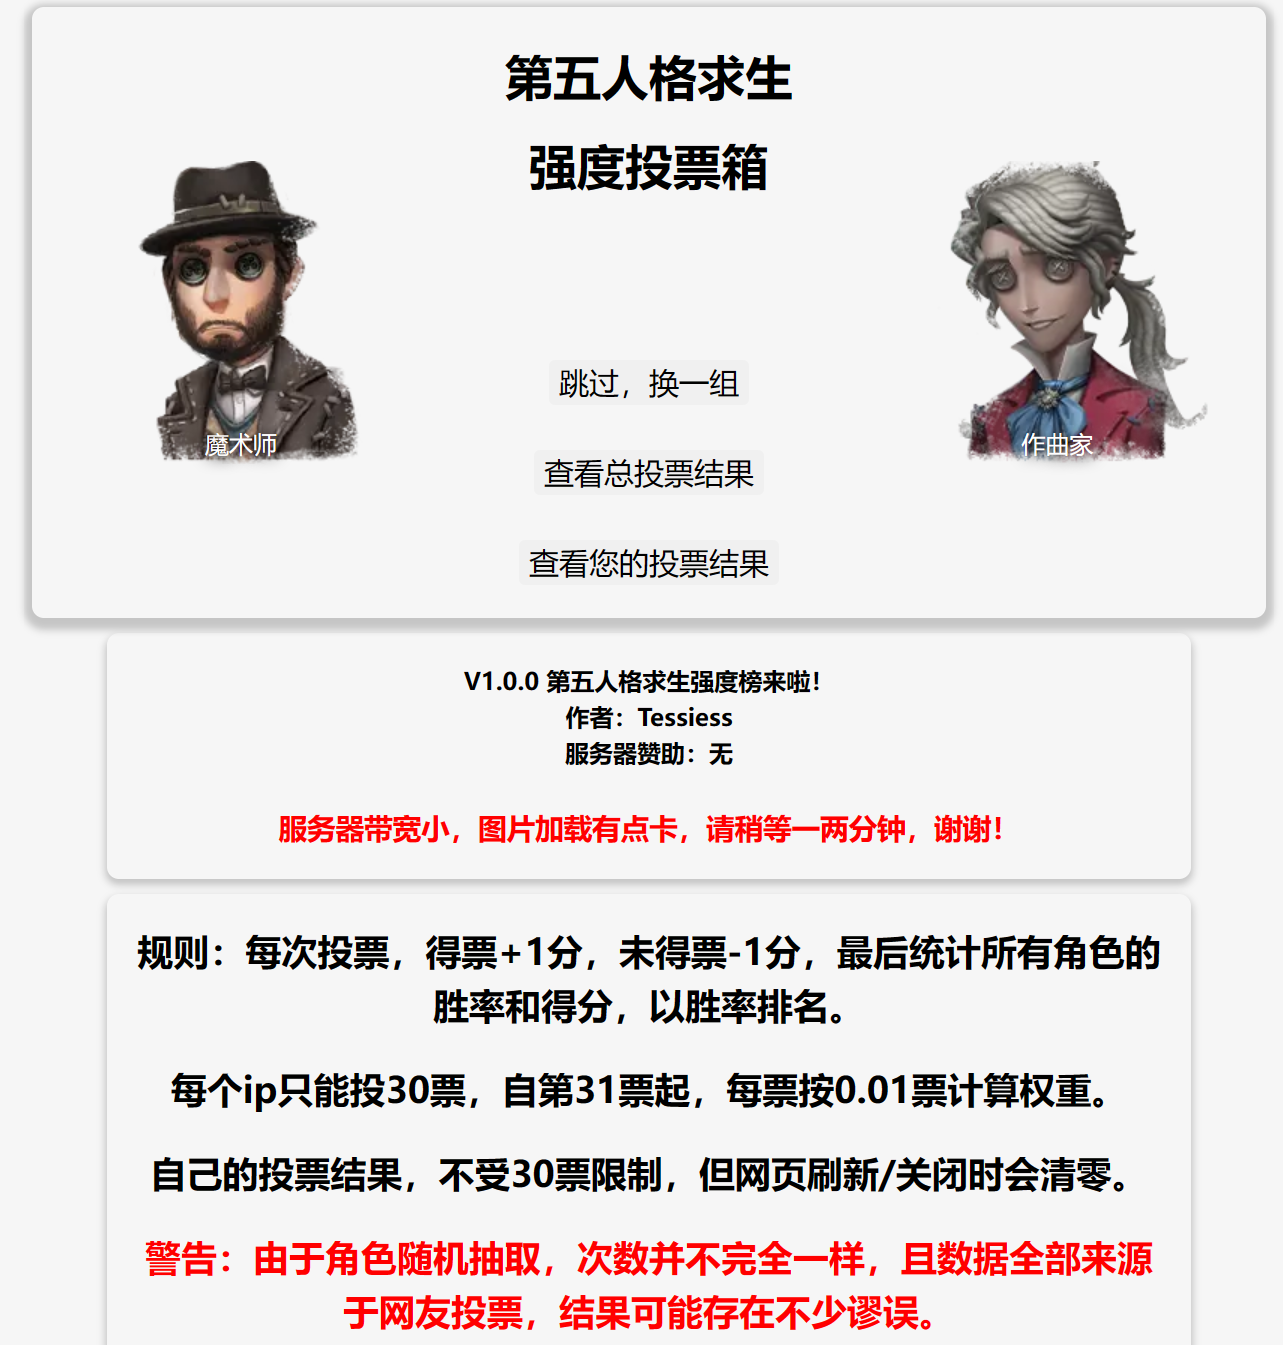 第五人格求生
强度投票箱
魔术师
作曲家
跳过，换一组
查看总投票结果
查看您的投票结果
V1.0.0 第五人格求生强度榜来啦！
作者：Tessiess
服务器赞助：无
服务器带宽小，图片加载有点卡，请稍等一两分钟，谢谢！
规则：每次投票，得票+1分，未得票-1分，最后统计所有角色的
胜率和得分，以胜率排名。
每个ip只能投30票，自第31票起，每票按0.01票计算权重。
自己的投票结果，不受30票限制，但网页刷新/关闭时会清零。
警告：由于角色随机抽取，次数并不完全一样，且数据全部来源
于网友投票，结果可能存在不少谬误。